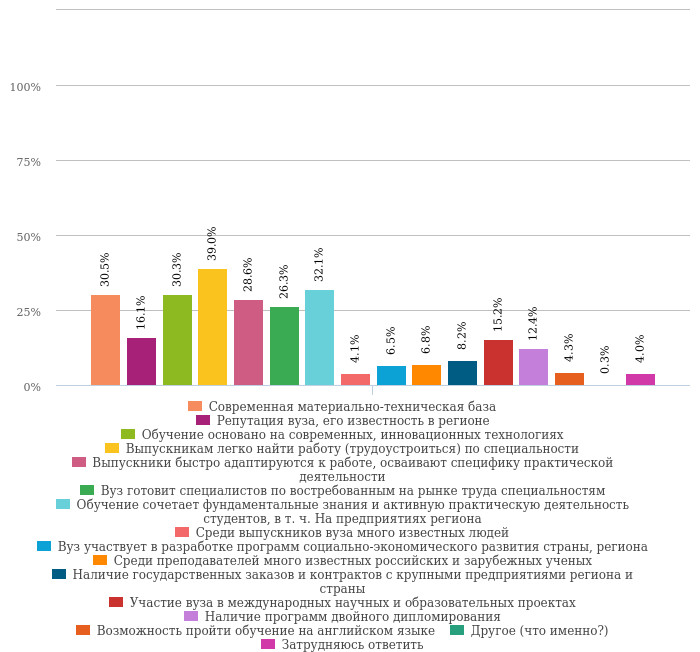 100%
75%
50%
25%
0%
30.5%
16.1%
30.3%
39.0%
28.6%
26.3%
32.1%
4.1%
6.5%
6.8%
8.2%
15.2%
12.4%
4.3%
0.3%
4.0%
Современная материально-техническая база
Репутация вуза, его известность в регионе
Обучение основано на современных, инновационных технологиях
Выпускникам легко найти работу (трудоустроиться) по специальности
Выпускники быстро адаптируются к работе, осваивают специфику практической
деятельности
Вуз готовит специалистов по востребованным на рынке труда специальностям
Обучение сочетает фундаментальные знания и активную практическую деятельность
студентов, в т. ч. На предприятиях региона
Среди выпускников вуза много известных людей
Вуз участвует в разработке программ социально-экономического развития страны, региона
Среди преподавателей много известных российских и зарубежных ученых
Наличие государственных заказов и контрактов с крупными предприятиями региона и
страны
Участие вуза в международных научных и образовательных проектах
Наличие программ двойного дипломирования
Возможность пройти обучение на английском языке Другое (что именно?)
Затрудняюсь ответить